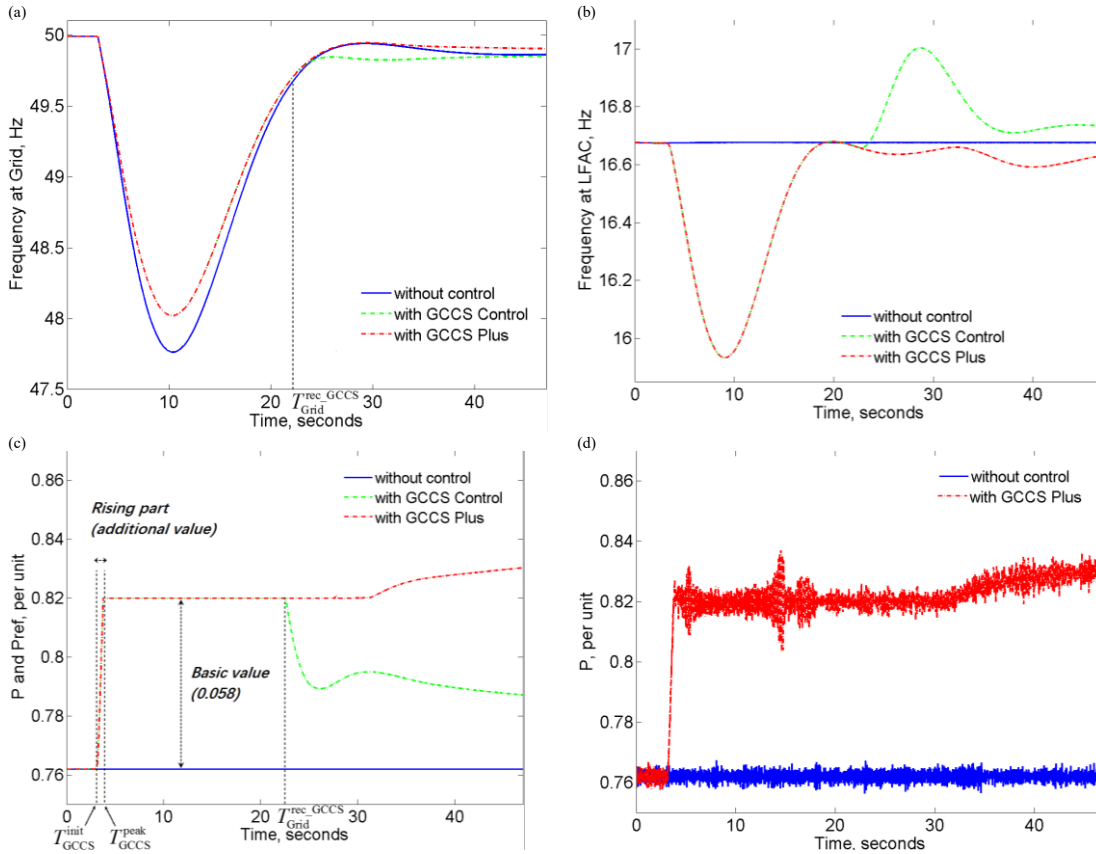 (a)
50
49.5
49
48.5
48
47.5
Frequency at Grid, Hz
without control
with GCCS Control
with GCCS Plus
0
10
20
30
40
T_Grid^rec_GCCS
Time, seconds
(b)
17
16.8
16.6
16.4
16.2
16
Frequency at LFAC, Hz
without control
with GCCS Control
with GCCS Plus
0
10
20
30
40
Time, seconds
(c)
0.86
0.84
0.82
0.8
0.78
0.76
P and Pref, per unit
without control
with GCCS Control
with GCCS Plus
Rising part
(additional value)
Basic value
(0.058)
0
10
20
30
40
T_GCCS^init
T_GCCS^peak
T_Grid^rec_GCCS
Time, seconds
(d)
0.86
0.84
0.82
0.8
0.78
0.76
P, per unit
without control
with GCCS Plus
0
10
20
30
40
Time, seconds